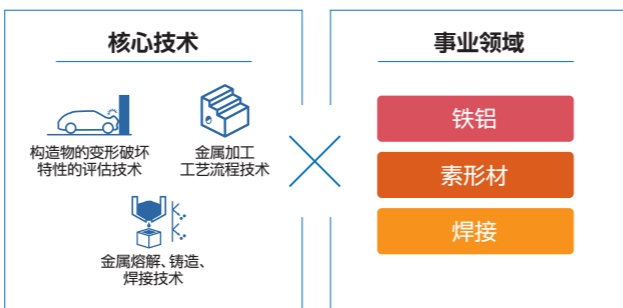 核心技术
构造物的变形破坏
特性的评估技术
金属加工
工艺流程技术
金属熔解、铸造、
焊接技术
事业领域
铁铝
素形材
焊接